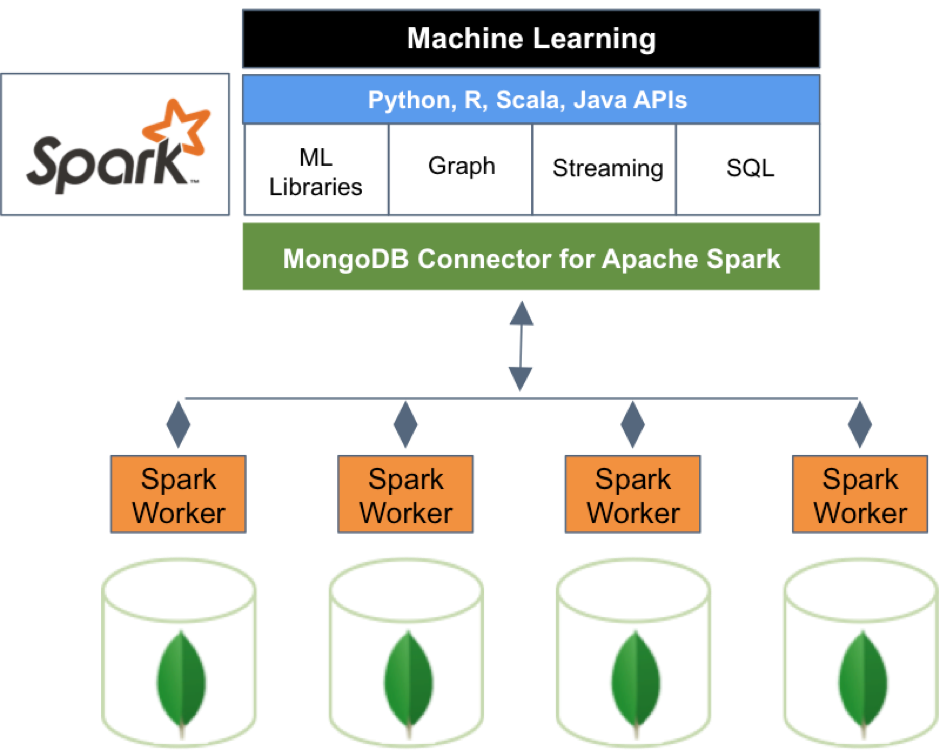 Machine Learning
Spark™
Python, R, Scala, Java APIs
ML
Libraries
Graph
Streaming
SQL
MongoDB Connector for Apache Spark
Spark
Worker
Spark
Worker
Spark
Worker
Spark
Worker